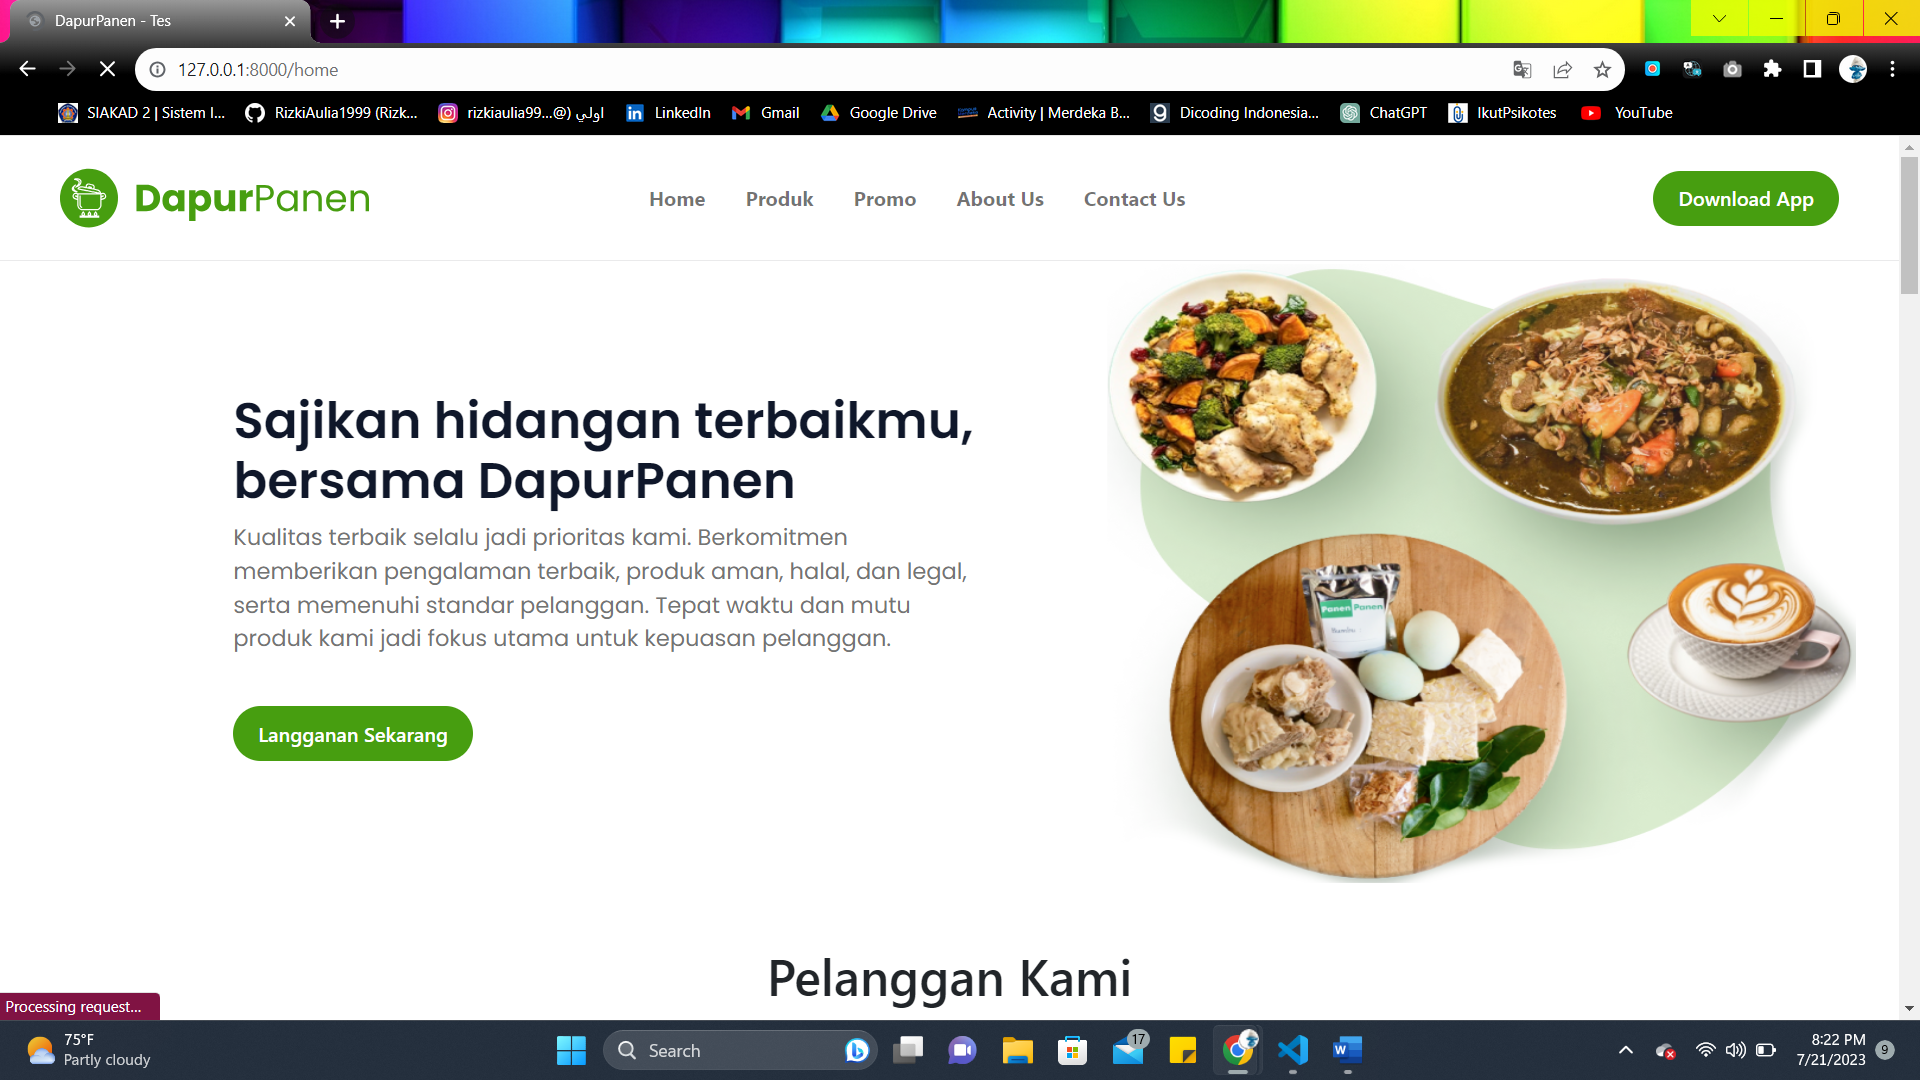 DapurPanen - Tes
127.0.0.1:8000/home
SIAKAD 2 | Sistem I...
RizkiAulia1999 (Rizk...
rizkiaulia99...@) اولي
LinkedIn
Gmail
Google Drive
Activity | Merdeka B...
Dicoding Indonesia...
ChatGPT
IkutPsikotes
YouTube
DapurPanen
Home
Produk
Promo
About Us
Contact Us
Download App
Sajikan hidangan terbaikmu,
bersama DapurPanen
Kualitas terbaik selalu jadi prioritas kami. Berkomitmen
memberikan pengalaman terbaik, produk aman, halal, dan legal,
serta memenuhi standar pelanggan. Tepat waktu dan mutu
produk kami jadi fokus utama untuk kepuasan pelanggan.
Langganan Sekarang
Panen Panen
Pelanggan Kami
Processing request...
75°F
Partly cloudy
Search
17
8:22 PM
7/21/2023
9